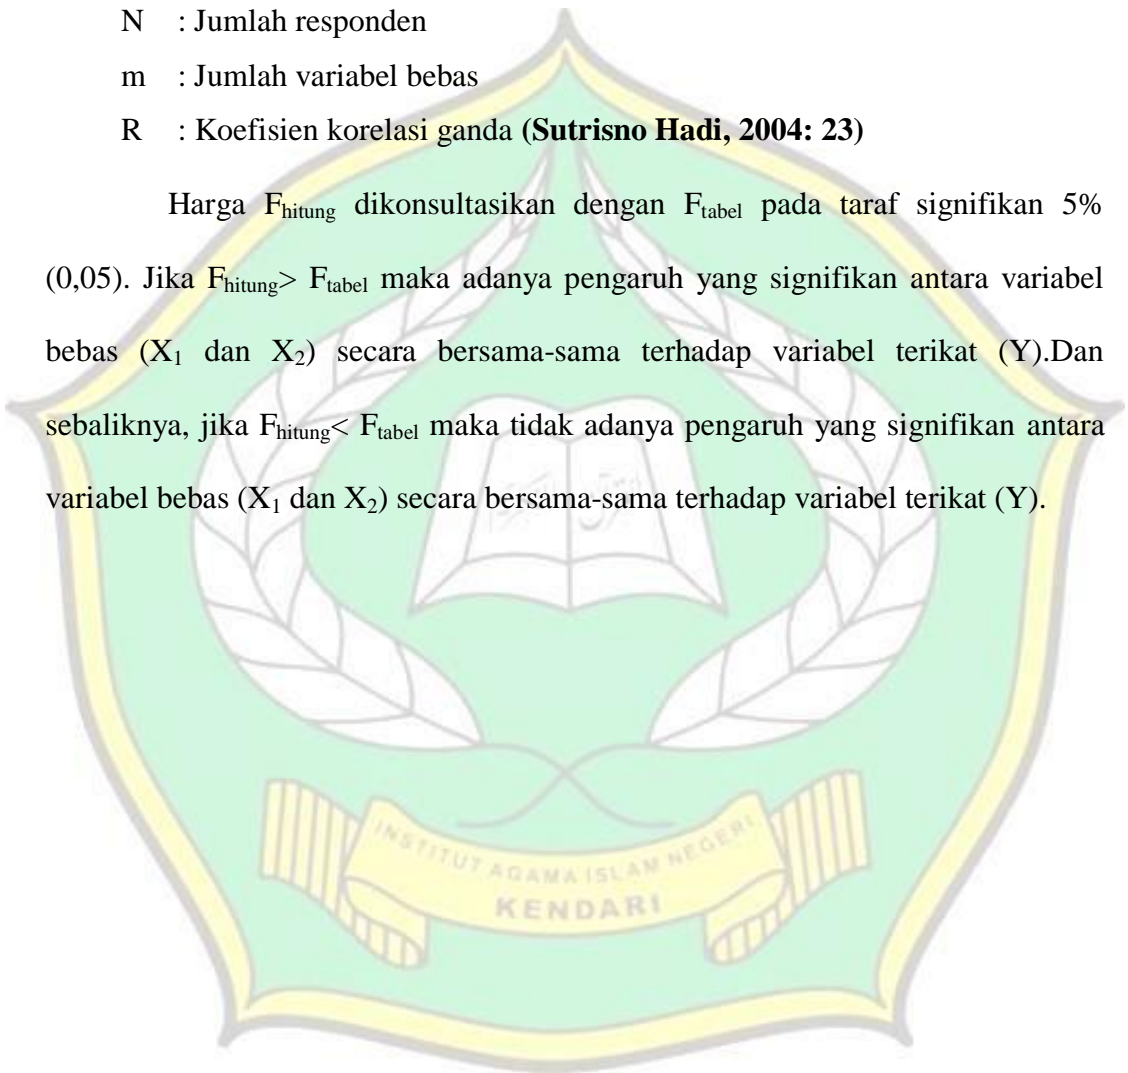 N : Jumlah responden
m : Jumlah variabel bebas
R : Koefisien korelasi ganda (Sutrisno Hadi, 2004: 23)
Harga Fhitung dikonsultasikan dengan Ftabel pada taraf signifikan 5%
(0,05). Jika Fhitung> Ftabel maka adanya pengaruh yang signifikan antara variabel
bebas (X1 dan X2) secara bersama-sama terhadap variabel terikat (Y).Dan
sebaliknya, jika Fhitung< Ftabel maka tidak adanya pengaruh yang signifikan antara
variabel bebas (X1 dan X2) secara bersama-sama terhadap variabel terikat (Y).
INSTITUT AGAMA ISLAM NEGERI
KENDARI